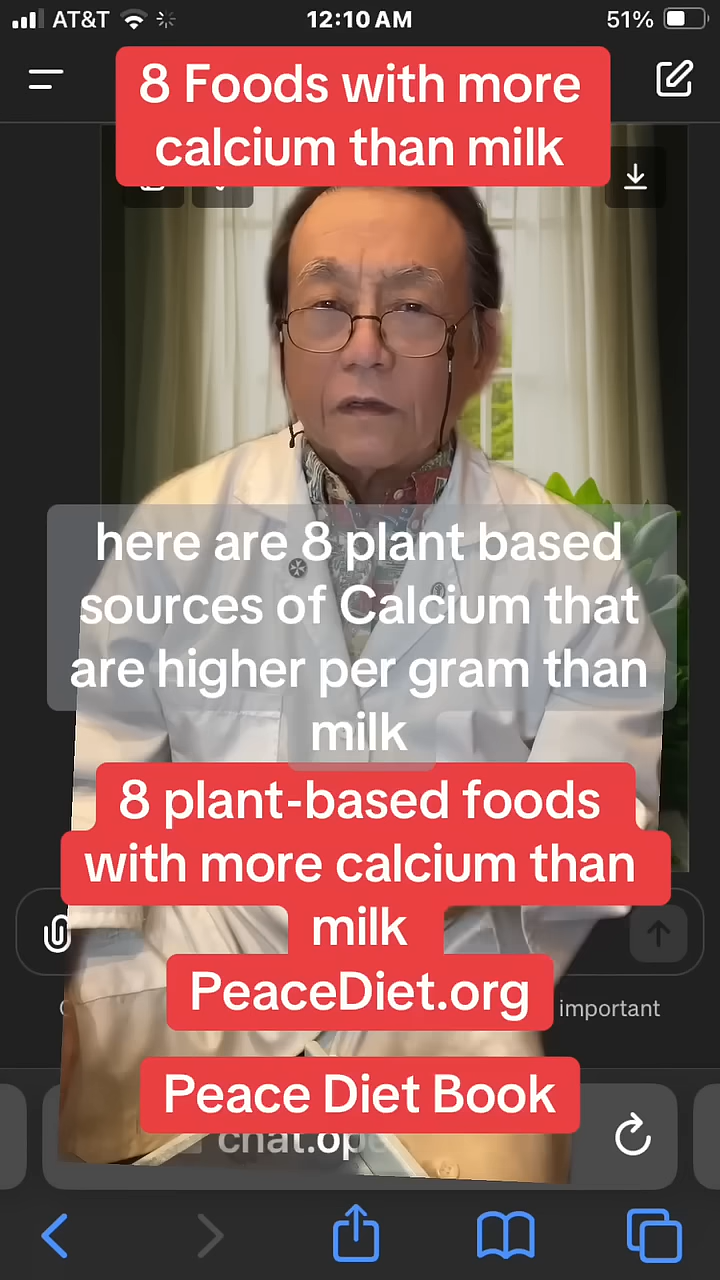 AT&T
12:10 AM
51%
8 Foods with more
calcium than milk
here are 8 plant based
sources of Calcium that
are higher per gram than
milk
8 plant-based foods
with more calcium than
milk
PeaceDiet.org
important
Peace Diet Book
chat.op